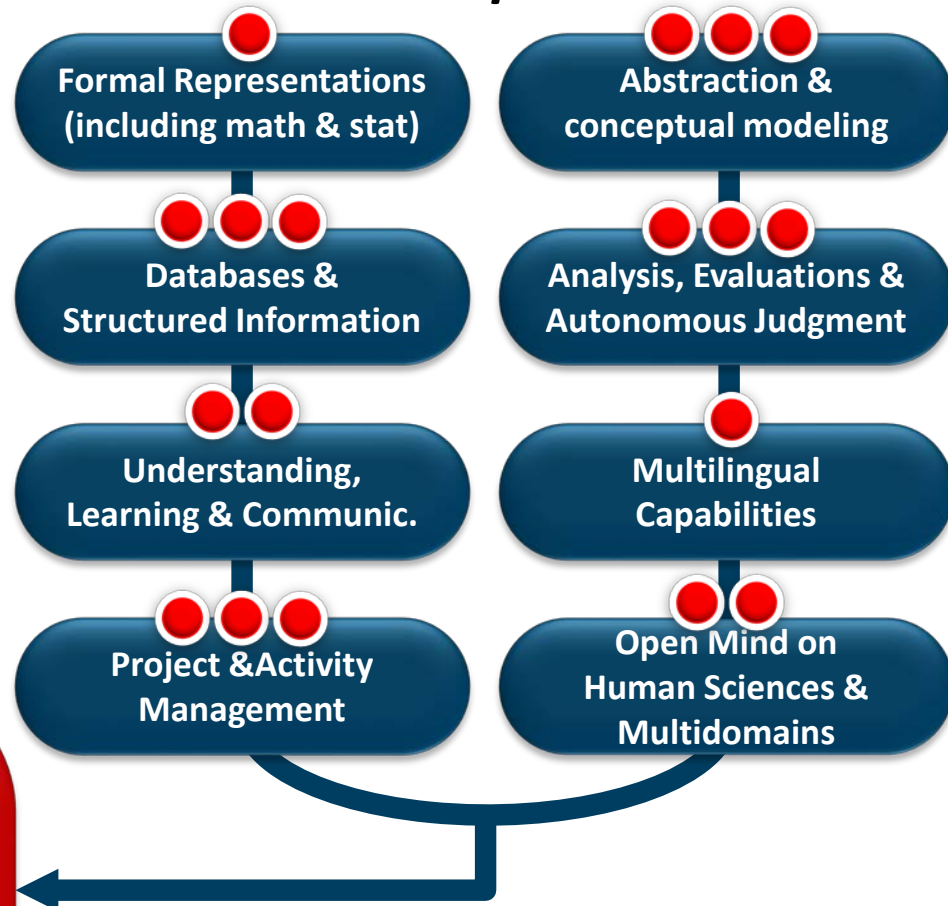 Formal Representations
(including math & stat)
Abstraction &
conceptual modeling
Databases &
Structured Information
Analysis, Evaluations &
Autonomous Judgment
Understanding,
Learning & Communic.
Multilingual
Capabilities
Project &Activity
Management
Open Mind on
Human Sciences &
Multidomains